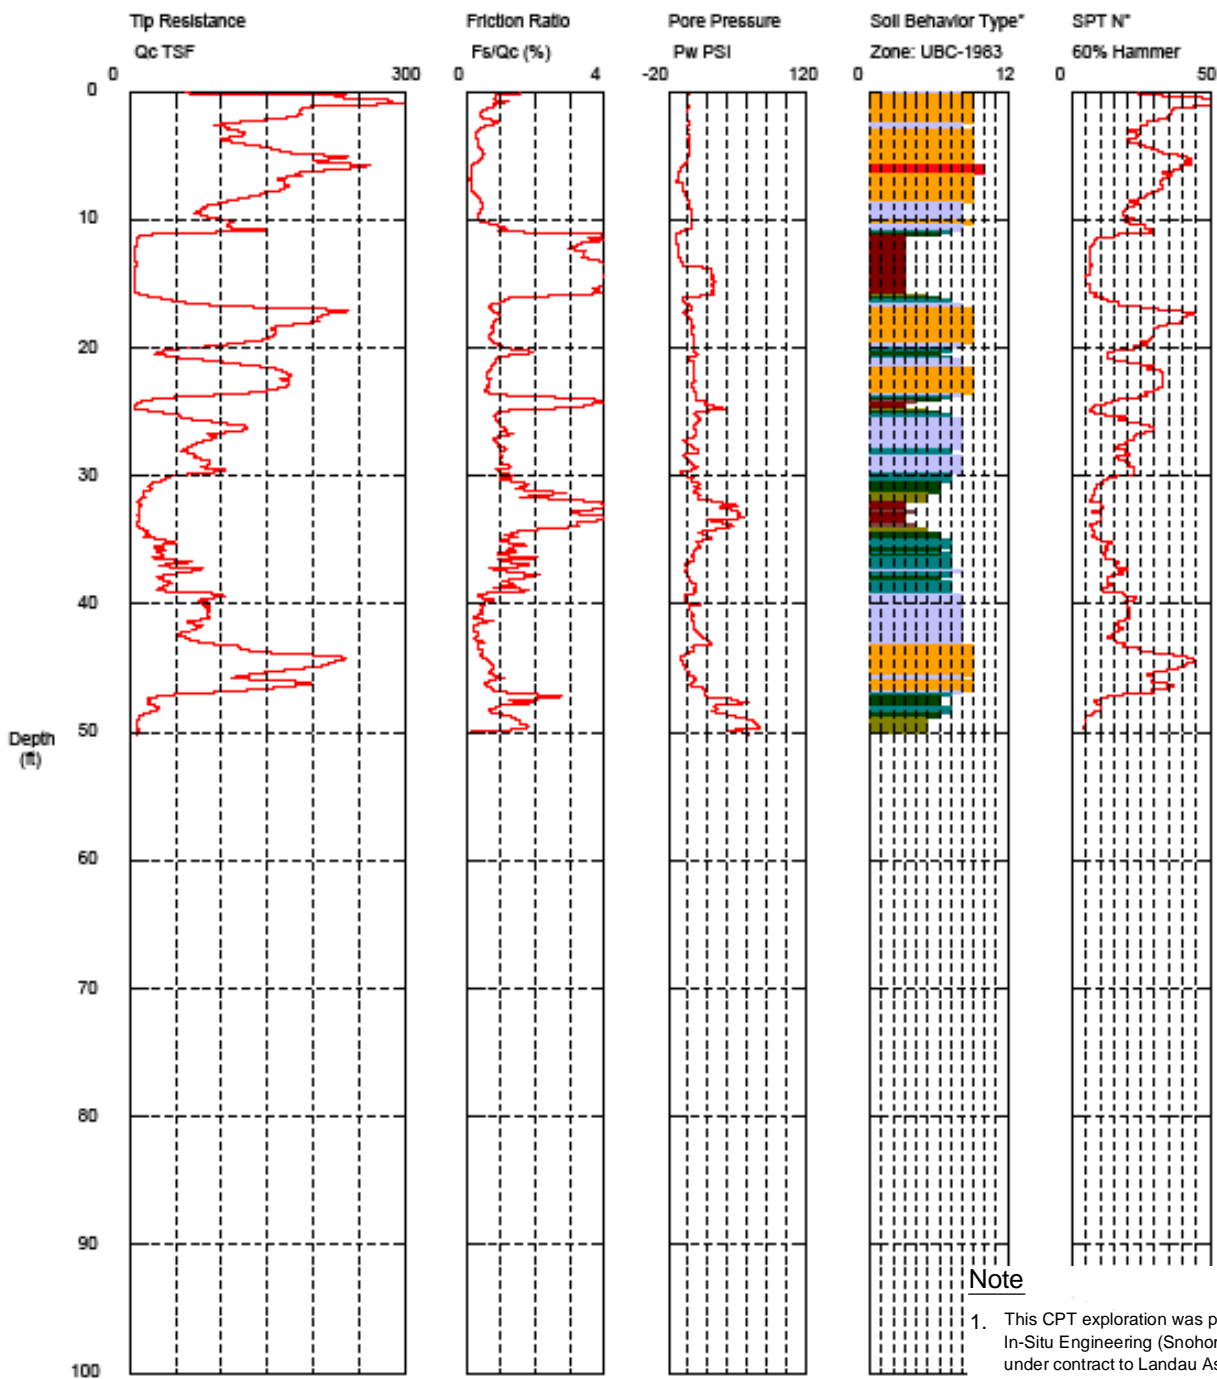 Tip Resistance Friction Ratio Pore Pressure Soil Behavior Type* SPT N*
Qc TSF Fs/Qc (%) Pw PSI Zone: UBC-1983 60% Hammer
0 300 0 4 -20 120 0 12 0 50
0
10
20
30
40
50
Depth
(ft)
60
70
80
90
100
Note
1. This CPT exploration was p
In-Situ Engineering (Snohor
under contract to Landau As